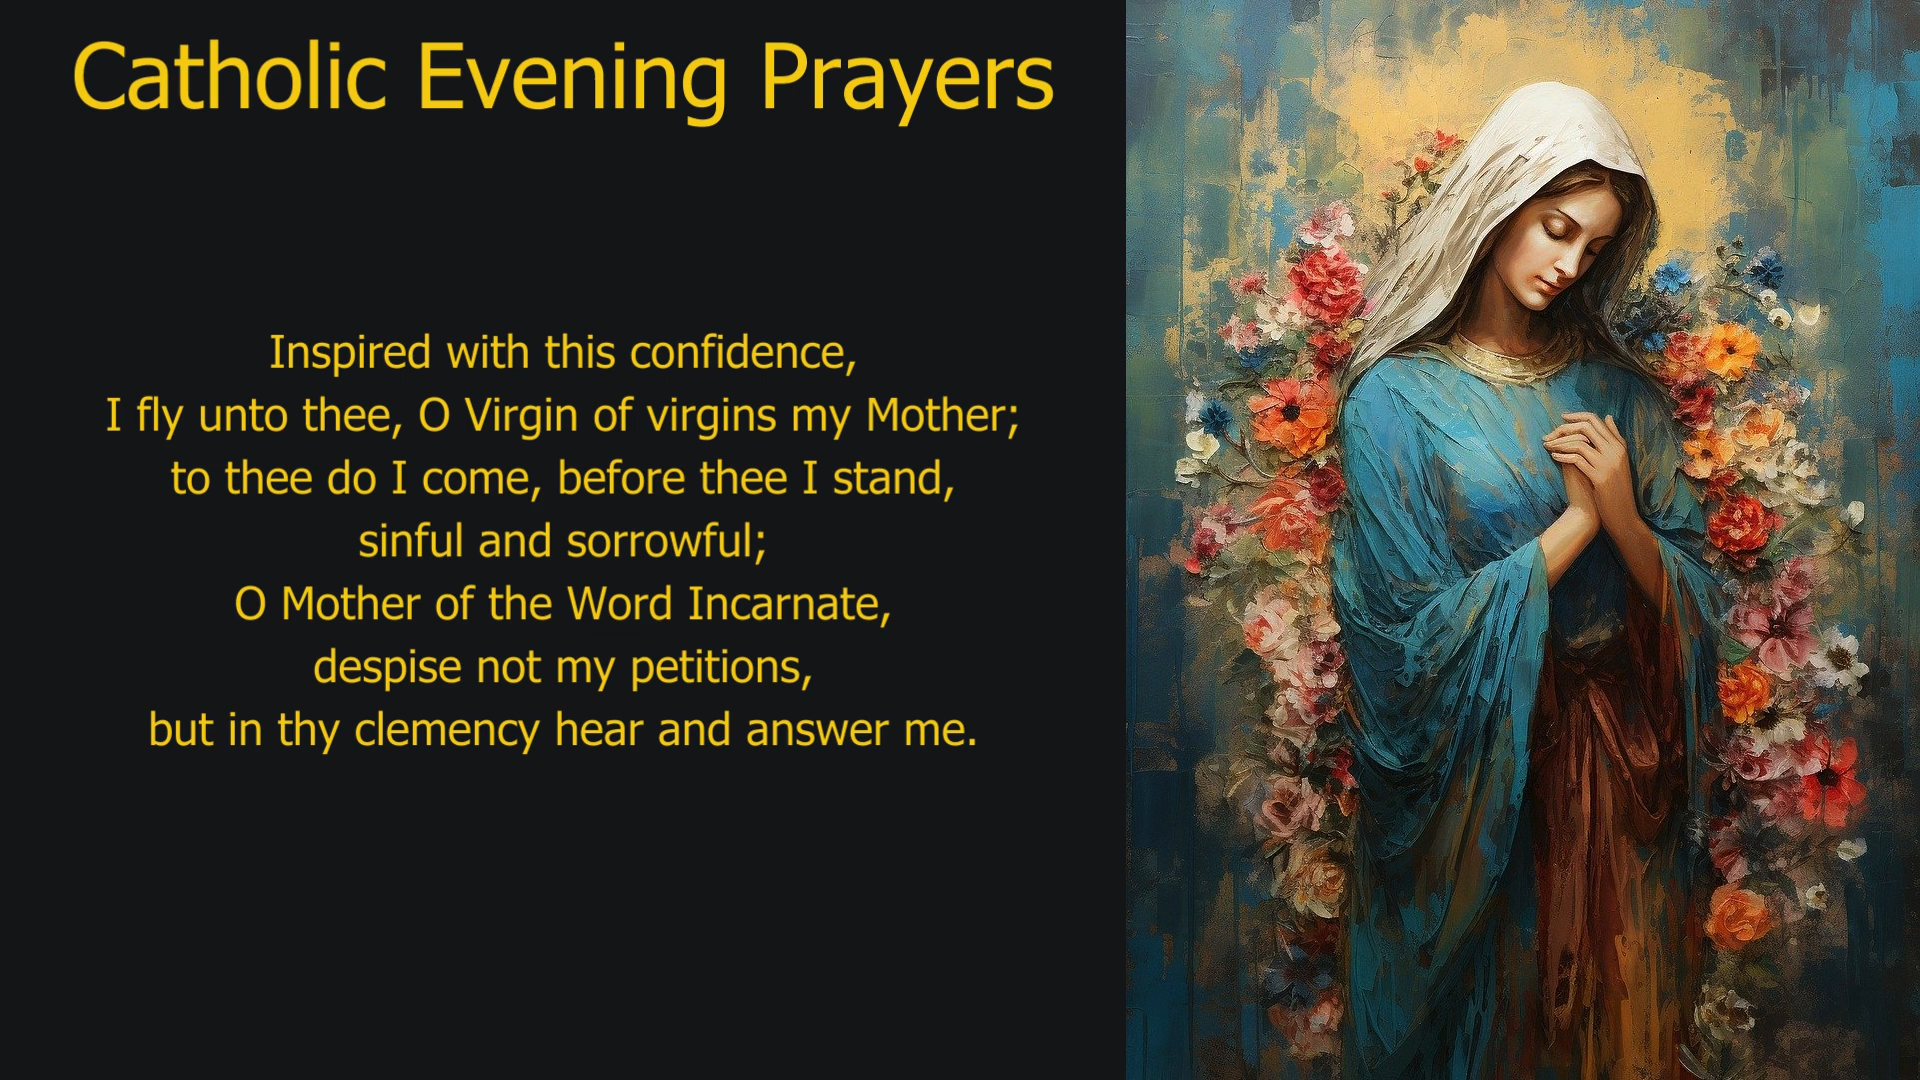 Catholic Evening Prayers
Inspired with this confidence,
I fly unto thee, O Virgin of virgins my Mother;
to thee do I come, before thee I stand,
sinful and sorrowful;
O Mother of the Word Incarnate,
despise not my petitions,
but in thy clemency hear and answer me.